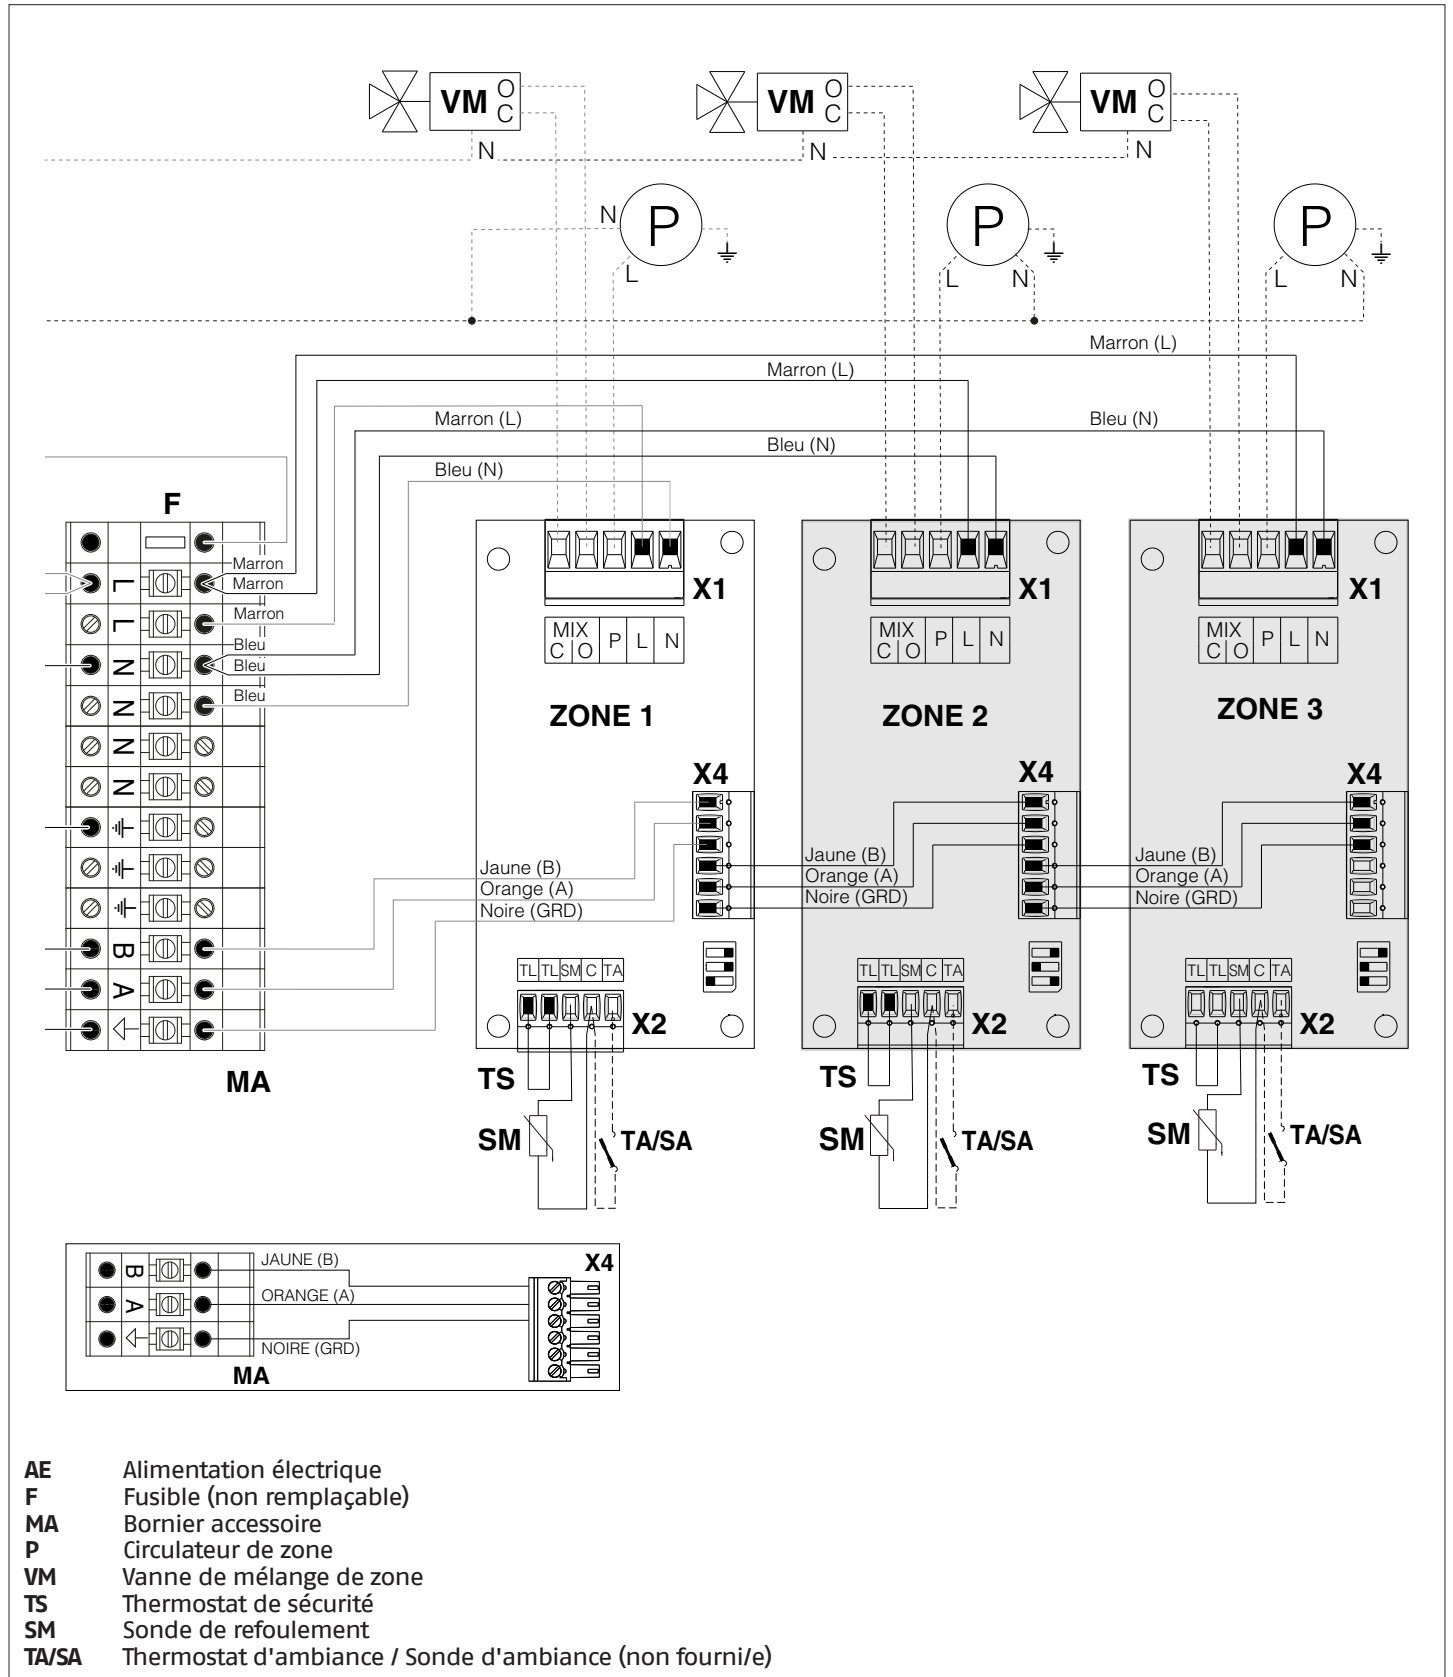 VM O C
VM O C
VM O C
N
N
N
N P L
P L N
P L N
Marron (L)
Marron (L)
Marron (L)
Bleu (N)
Bleu (N)
Bleu (N)
F
L Marron
Marron
L Marron
N Bleu
Bleu
N Bleu
N
N
B
A
MA
X1
MIX C O P L N
ZONE 1
X4
Jaune (B)
Orange (A)
Noire (GRD)
TL TL SM C TA
X2
TS
SM
TA/SA
X1
MIX C O P L N
ZONE 2
X4
Jaune (B)
Orange (A)
Noire (GRD)
TL TL SM C TA
X2
TS
SM
TA/SA
X1
MIX C O P L N
ZONE 3
X4
Jaune (B)
Orange (A)
Noire (GRD)
TL TL SM C TA
X2
TS
SM
TA/SA
B JAUNE (B)
A ORANGE (A)
NOIRE (GRD)
MA
X4
AE Alimentation électrique
F Fusible (non remplaçable)
MA Bornier accessoire
P Circulateur de zone
VM Vanne de mélange de zone
TS Thermostat de sécurité
SM Sonde de refoulement
TA/SA Thermostat d'ambiance / Sonde d'ambiance (non fourni/e)